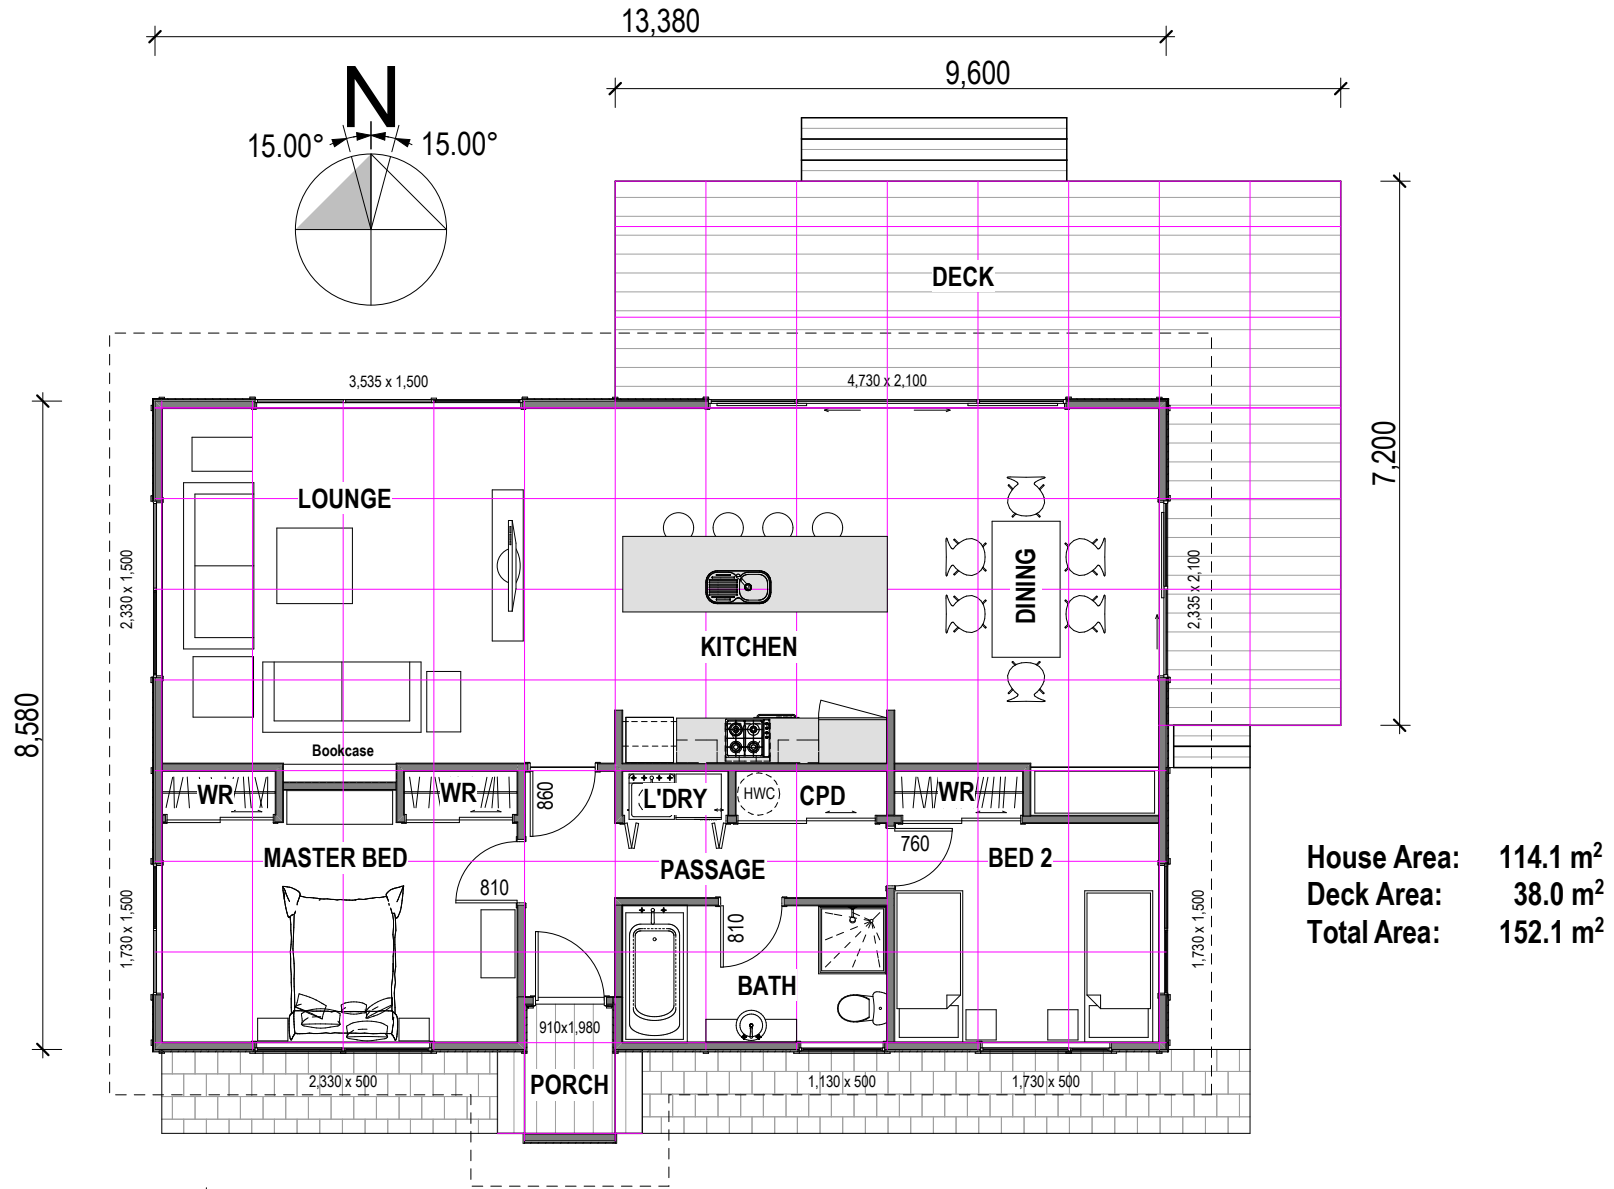 13,380
9,600
N
15.00° 15.00°
DECK
3,535 x 1,500
4,730 x 2,100
7,200
LOUNGE
2,330 x 1,500
DINING
2,335 x 2,100
KITCHEN
8,580
Bookcase
WR
WR
860
L'DRY
HWC
CPD
WR
MASTER BED
810
PASSAGE
760
BED 2
House Area: 114.1 m²
Deck Area: 38.0 m²
Total Area: 152.1 m²
1,730 x 1,500
810
1,730 x 1,500
BATH
910x1,980
PORCH
2,330 x 500
1,130 x 500
1,730 x 500